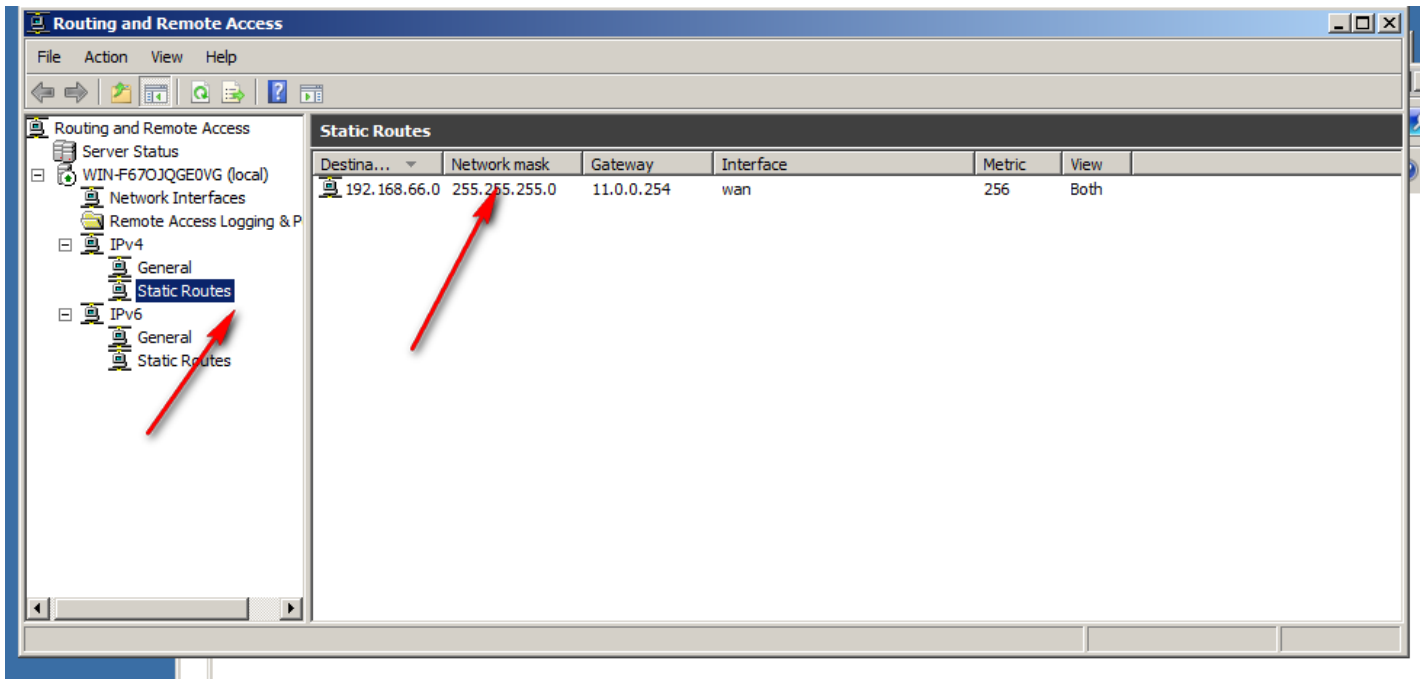 Routing and Remote Access
File Action View Help
Routing and Remote Access
Server Status
WIN-F67OJQGE0VG (local)
Network Interfaces
Remote Access Logging & P
IPv4
General
Static Routes
IPv6
General
Static Routes
Static Routes
Destina... Network mask Gateway Interface Metric View
192.168.66.0 255.255.255.0 11.0.0.254 wan 256 Both